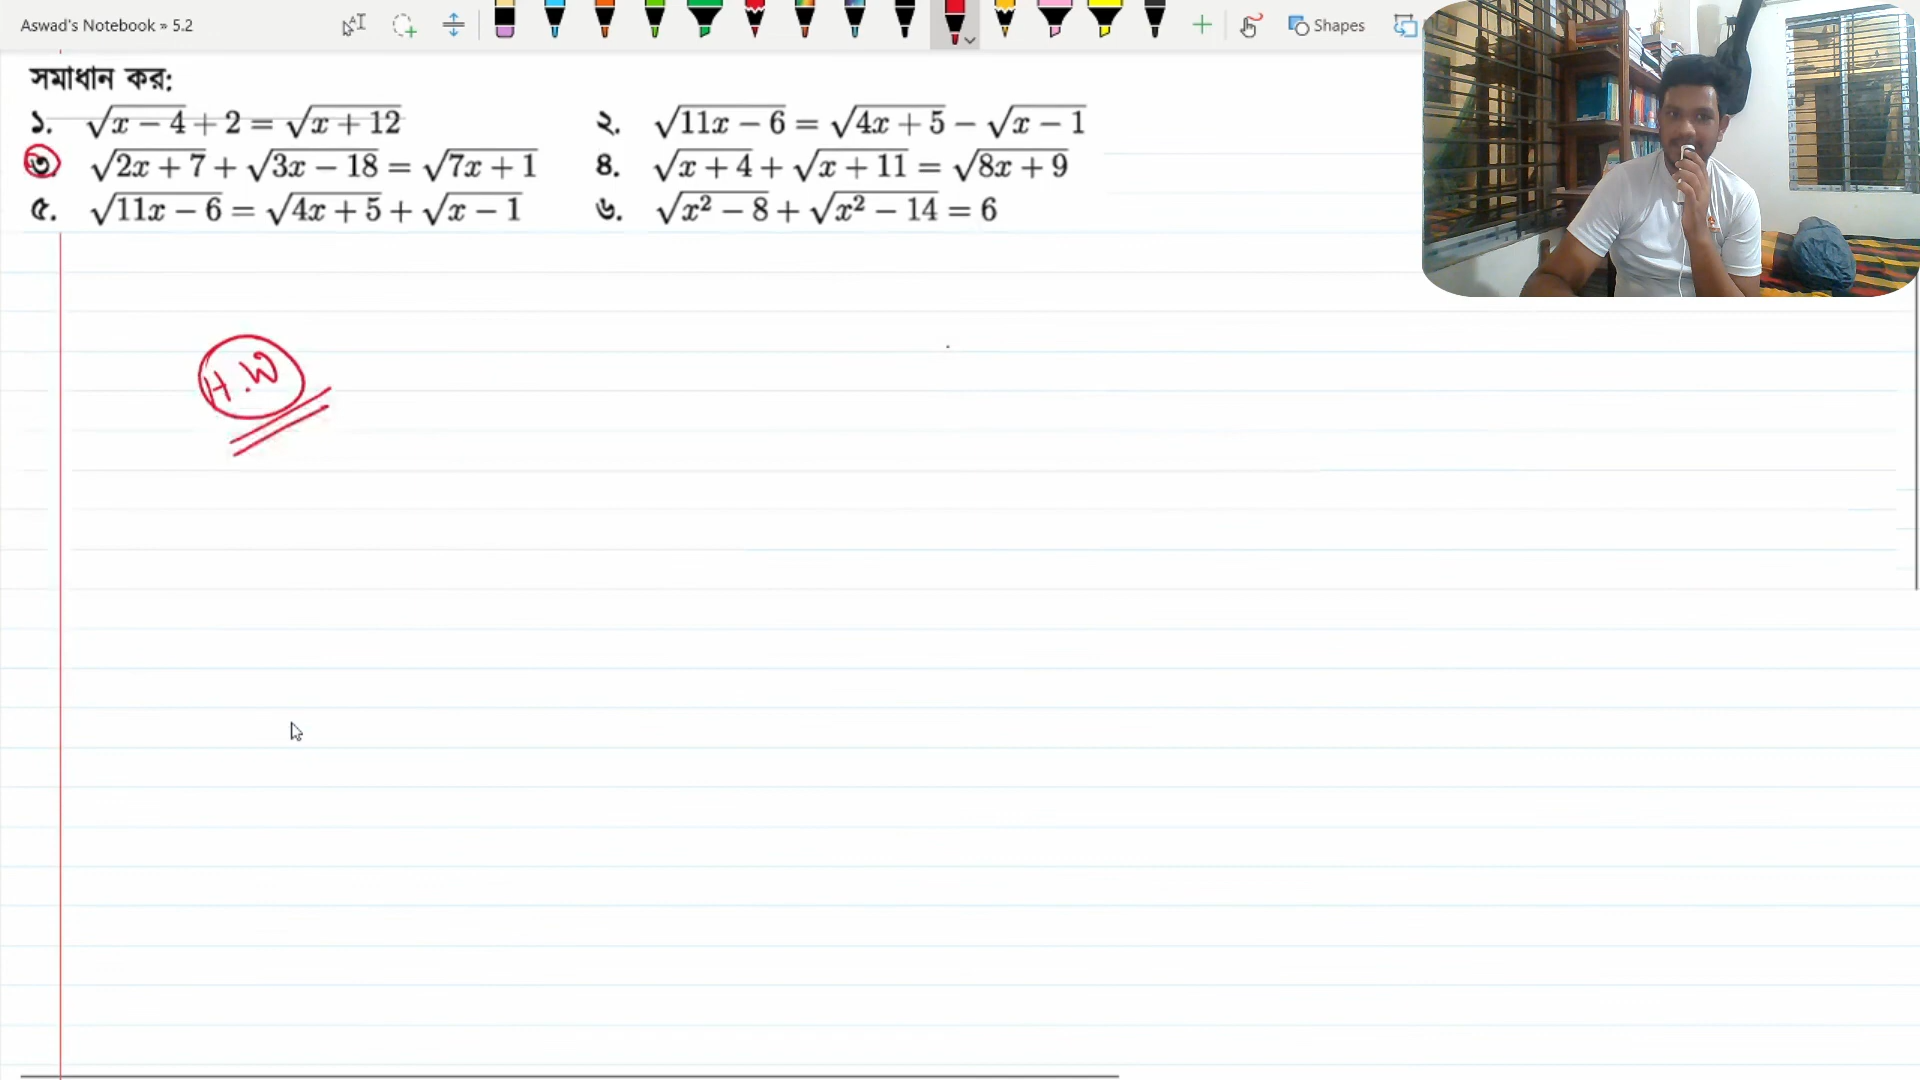 Aswad's Notebook » 5.2
Shapes
সমাধান কর:
১. √(x − 4) + 2 = √(x + 12)
২. √(11x − 6) = √(4x + 5) − √(x − 1)
৩. √(2x + 7) + √(3x − 18) = √(7x + 1)
৪. √(x + 4) + √(x + 11) = √(8x + 9)
৫. √(11x − 6) = √(4x + 5) + √(x − 1)
৬. √(x² − 8) + √(x² − 14) = 6
H.W